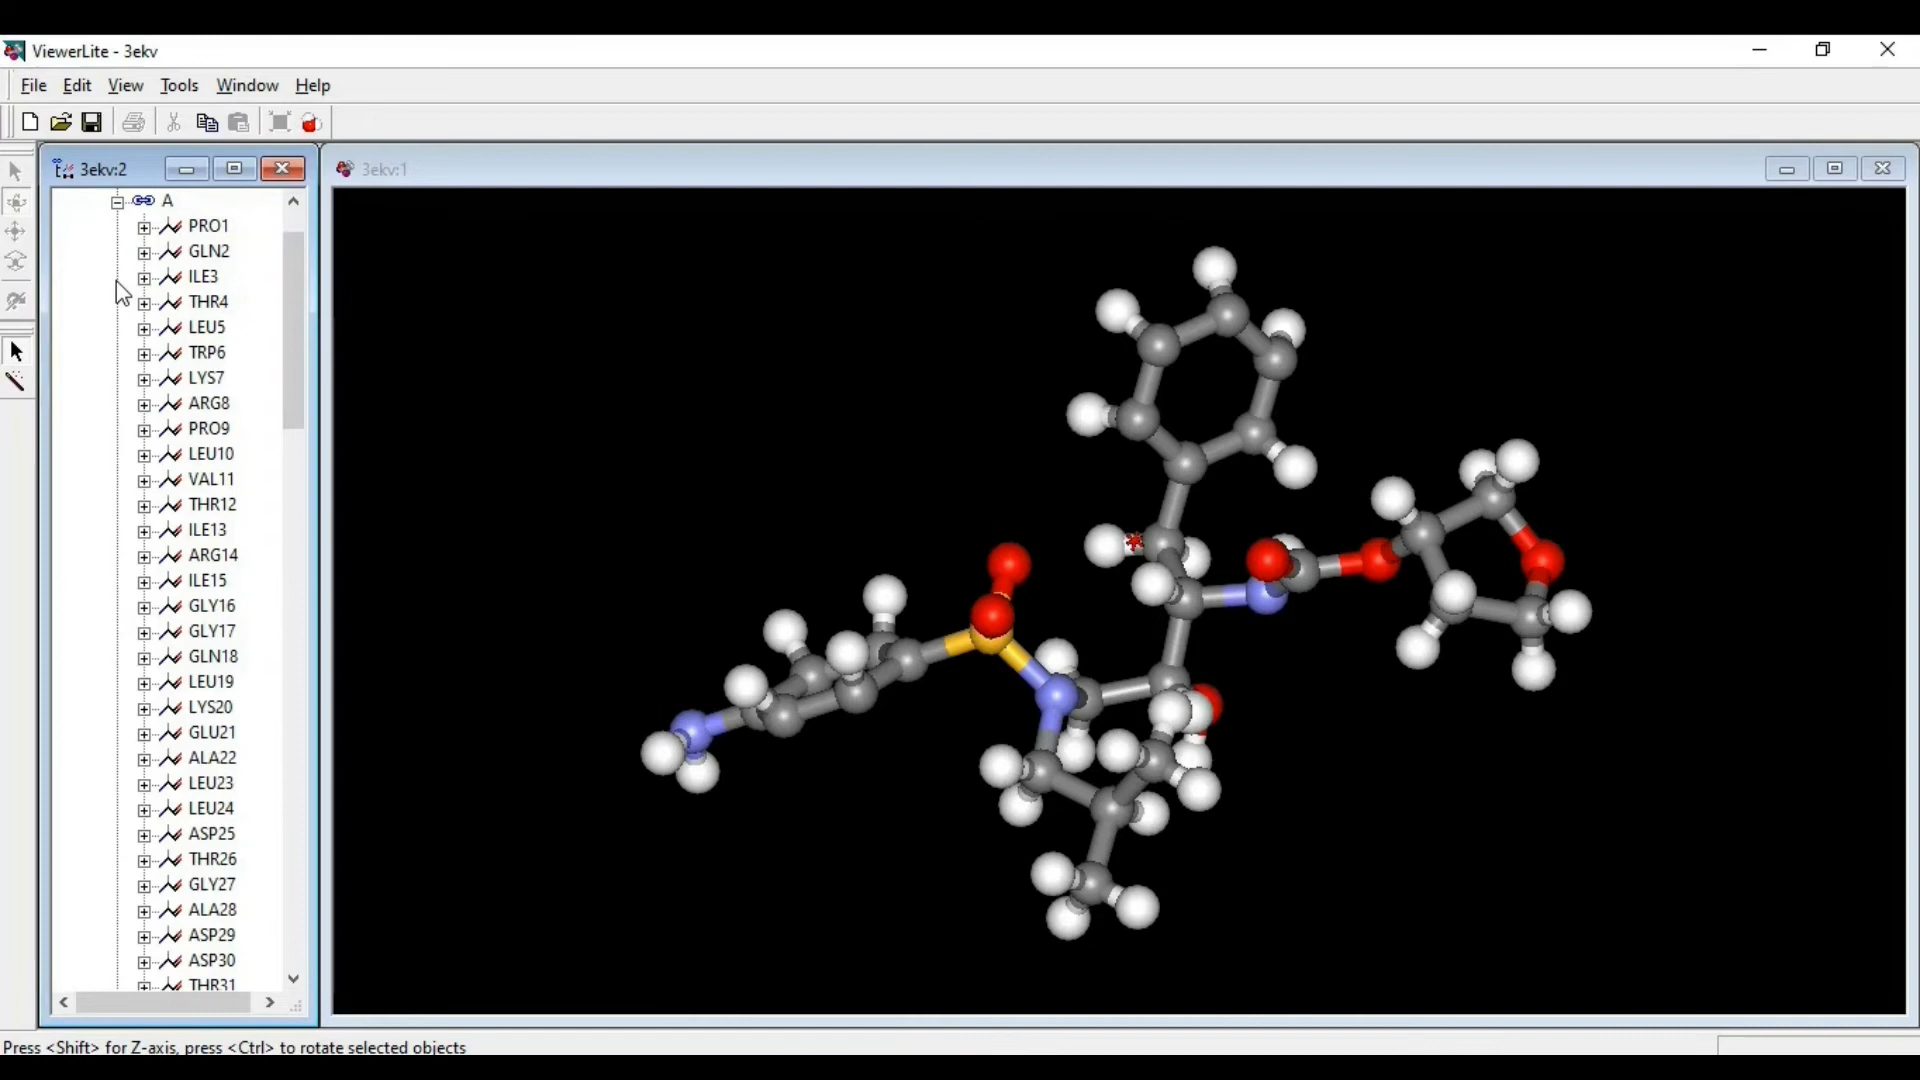 ViewerLite - 3ekv
File Edit View Tools Window Help
3ekv:2
3ekv:1
A
PRO1
GLN2
ILE3
THR4
LEU5
TRP6
LYS7
ARG8
PRO9
LEU10
VAL11
THR12
ILE13
ARG14
ILE15
GLY16
GLY17
GLN18
LEU19
LYS20
GLU21
ALA22
LEU23
LEU24
ASP25
THR26
GLY27
ALA28
ASP29
ASP30
THR31
Press <Shift> for Z-axis, press <Ctrl> to rotate selected objects